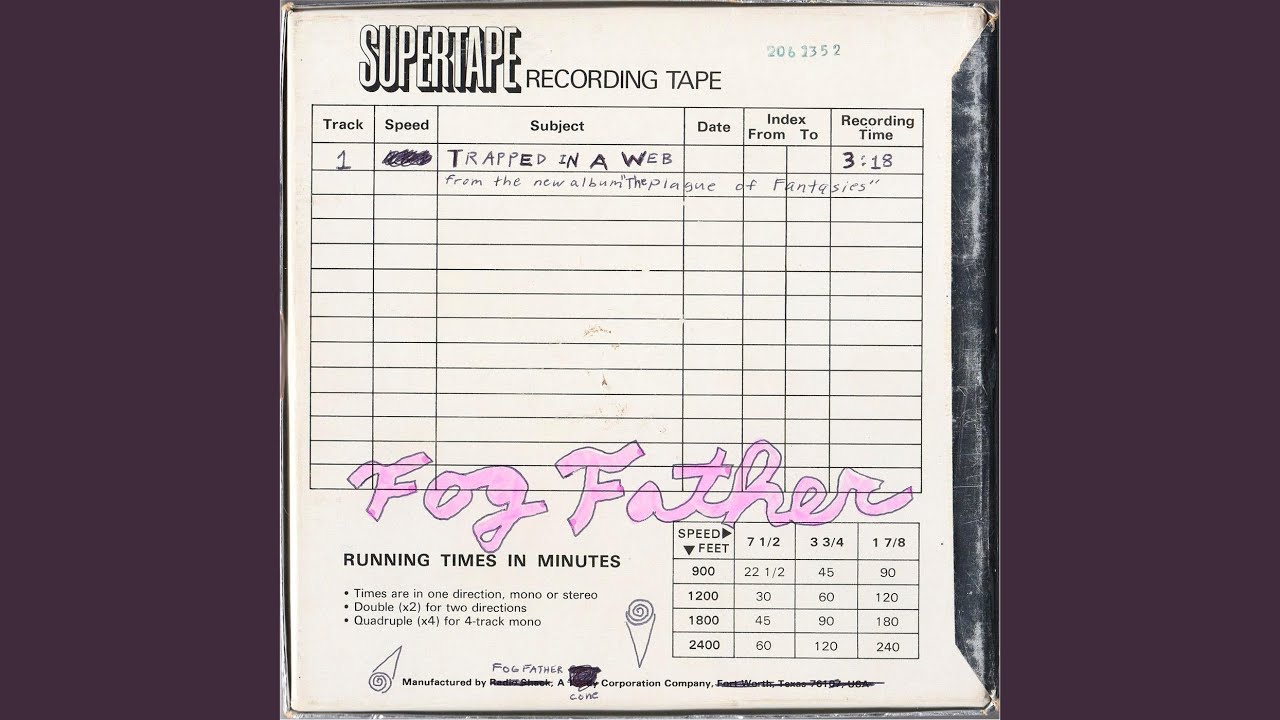 SUPERTAPE RECORDING TAPE
206 2352
Track Speed Subject Date Index From To Recording Time
1 TRAPPED IN A WEB 3:18
from the new album "The Plague of Fantasies"
Fog Father
RUNNING TIMES IN MINUTES
• Times are in one direction, mono or stereo
• Double (x2) for two directions
• Quadruple (x4) for 4-track mono
SPEED▶ ▼FEET 7 1/2 3 3/4 1 7/8
900 22 1/2 45 90
1200 30 60 120
1800 45 90 180
2400 60 120 240
FOG FATHER
Manufactured by Radio Shack, A Corporation Company, Fort Worth, Texas 76107, USA
cone